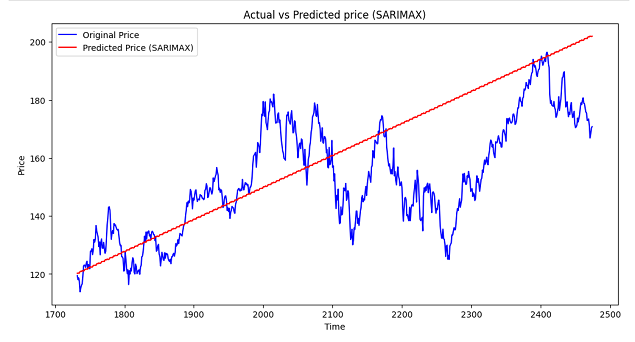 Actual vs Predicted price (SARIMAX)
Original Price
Predicted Price (SARIMAX)
200
180
160
140
120
Price
1700
1800
1900
2000
2100
2200
2300
2400
2500
Time